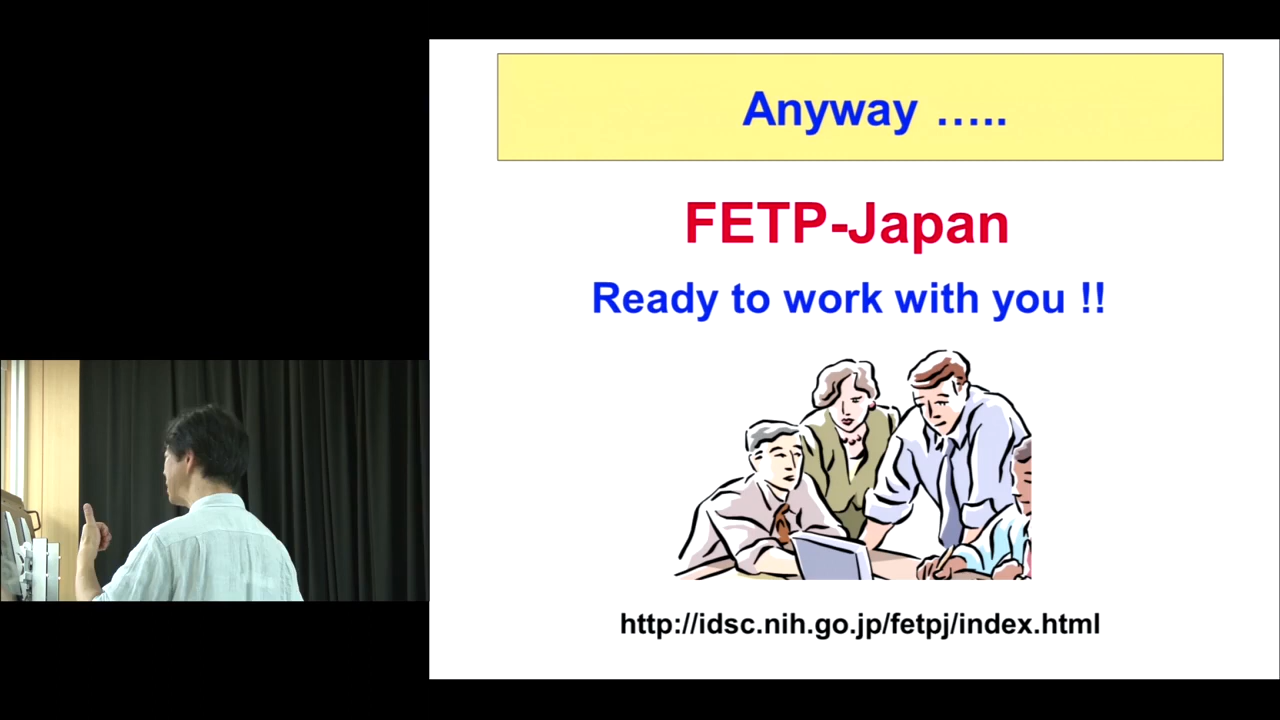 Anyway …..
FETP-Japan
Ready to work with you !!
http://idsc.nih.go.jp/fetpj/index.html